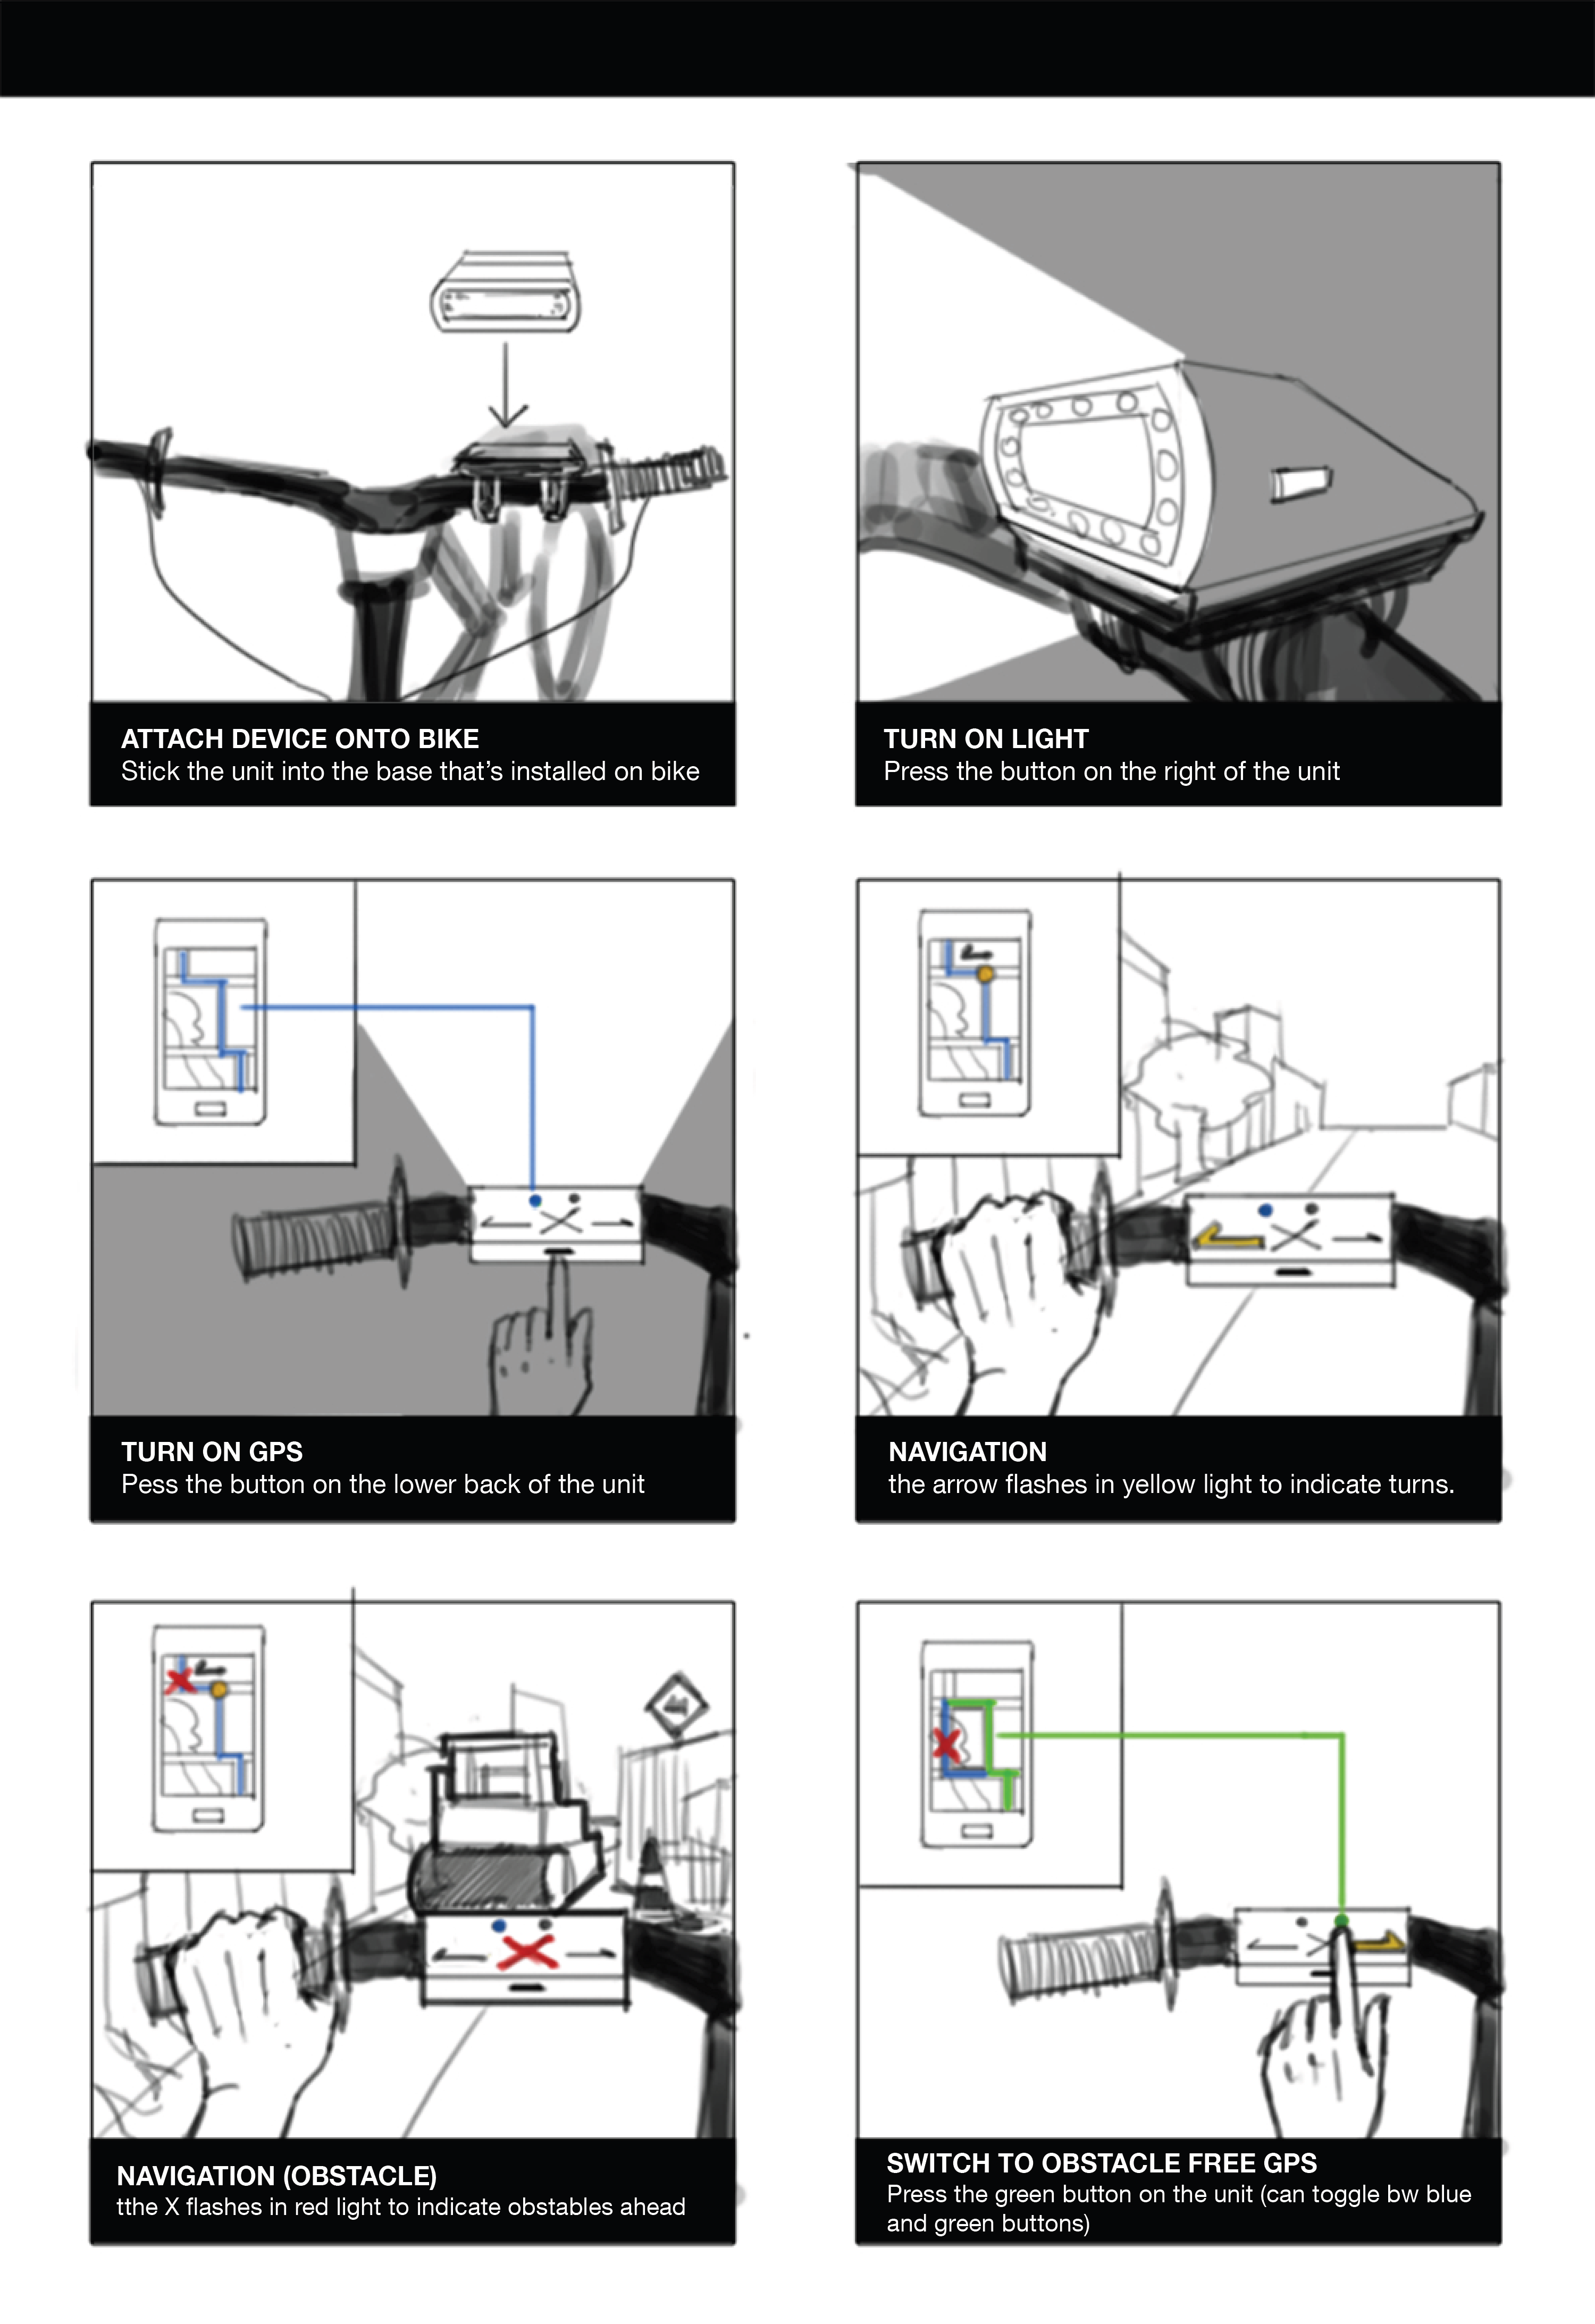 ATTACH DEVICE ONTO BIKE
Stick the unit into the base that's installed on bike
TURN ON LIGHT
Press the button on the right of the unit
TURN ON GPS
Pess the button on the lower back of the unit
NAVIGATION
the arrow flashes in yellow light to indicate turns.
NAVIGATION (OBSTACLE)
tthe X flashes in red light to indicate obstables ahead
SWITCH TO OBSTACLE FREE GPS
Press the green button on the unit (can toggle bw blue
and green buttons)